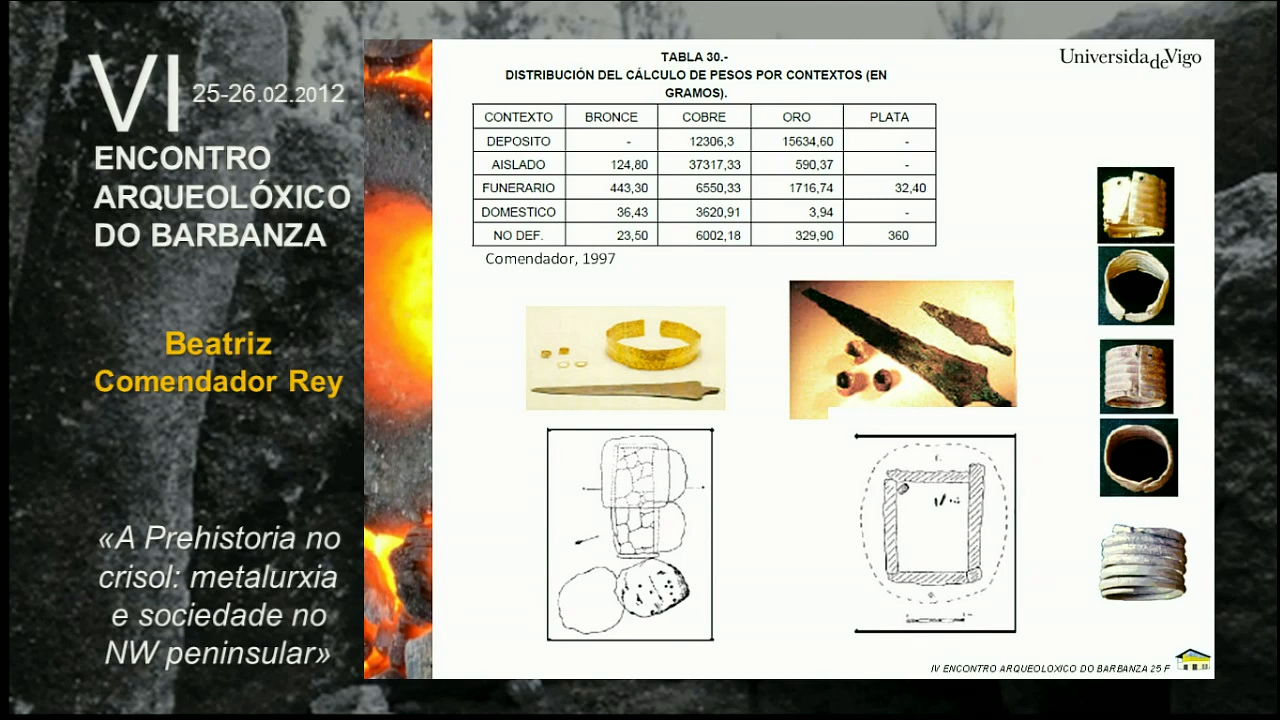 VI 25-26.02.2012
ENCONTRO
ARQUEOLÓXICO
DO BARBANZA
Beatriz
Comendador Rey
«A Prehistoria no
crisol: metalurxia
e sociedade no
NW peninsular»
UniversidadeVigo
TABLA 30.-
DISTRIBUCIÓN DEL CÁLCULO DE PESOS POR CONTEXTOS (EN
GRAMOS).
CONTEXTO BRONCE COBRE ORO PLATA
DEPOSITO - 12306,3 15634,60 -
AISLADO 124,80 37317,33 590,37 -
FUNERARIO 443,30 6550,33 1716,74 32,40
DOMESTICO 36,43 3620,91 3,94 -
NO DEF. 23,50 6002,18 329,90 360
Comendador, 1997
IV ENCONTRO ARQUEOLOXICO DO BARBANZA 25 F